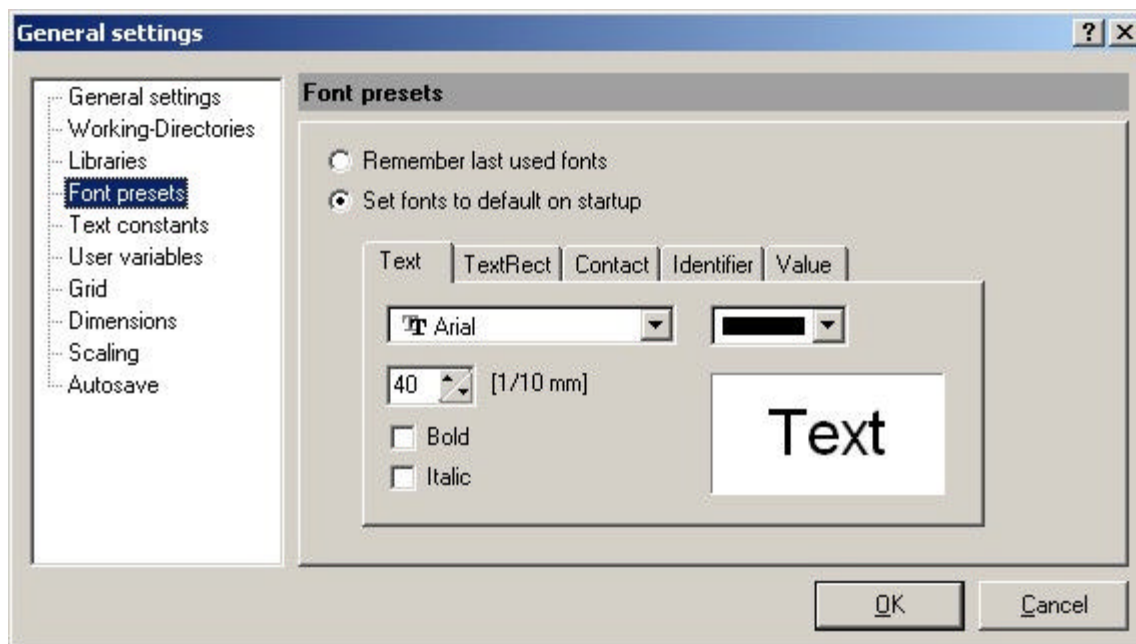 General settings
General settings
Working-Directories
Libraries
Font presets
Text constants
User variables
Grid
Dimensions
Scaling
Autosave
Font presets
Remember last used fonts
Set fonts to default on startup
Text TextRect Contact Identifier Value
Arial
40 [1/10 mm]
Bold
Italic
Text
OK Cancel